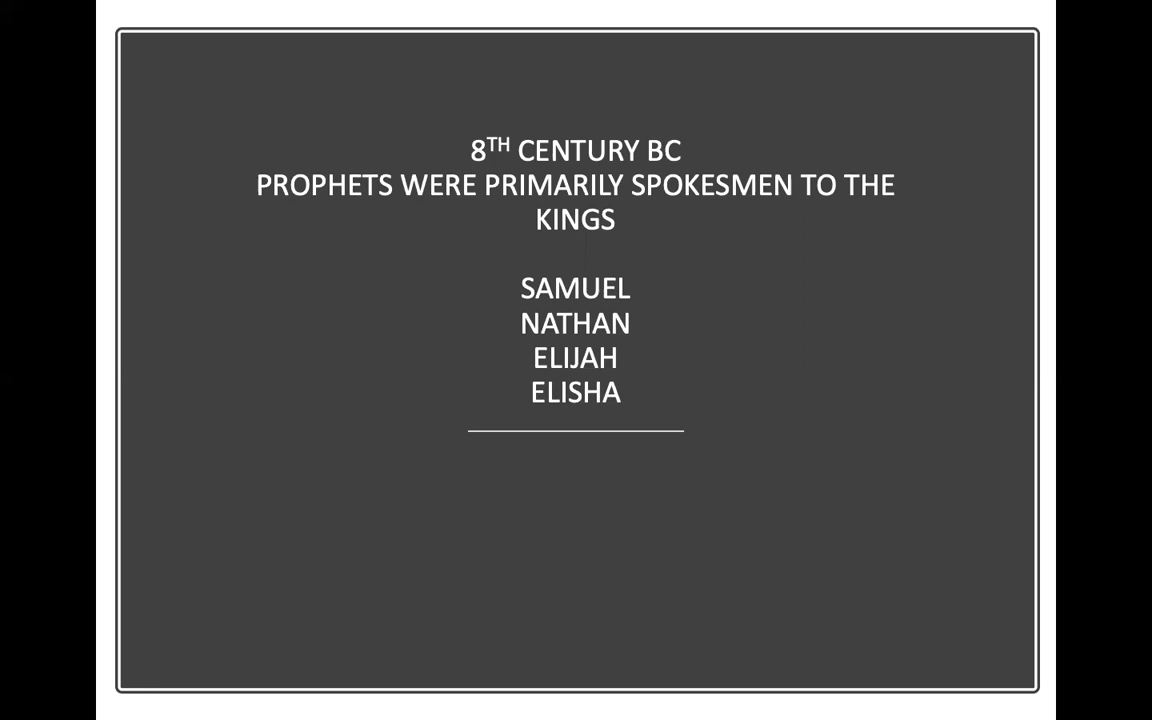 8TH CENTURY BC
PROPHETS WERE PRIMARILY SPOKESMEN TO THE
KINGS
SAMUEL
NATHAN
ELIJAH
ELISHA